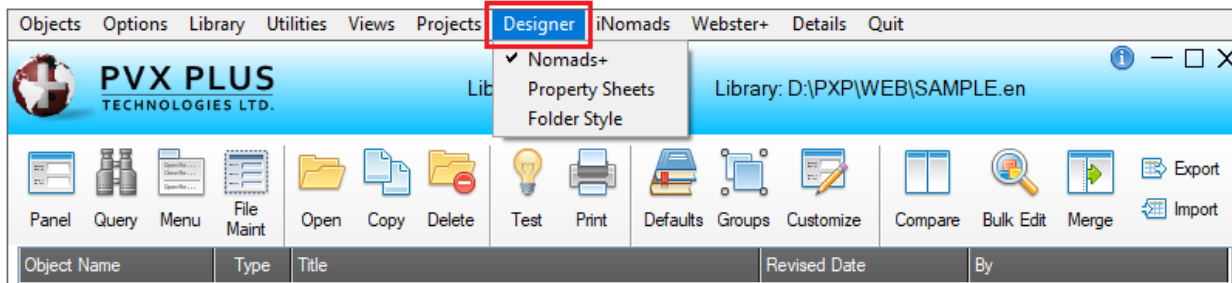 Objects Options Library Utilities Views Projects Designer iNomads Webster+ Details Quit
Nomads+
Property Sheets
Folder Style
PVX PLUS
TECHNOLOGIES LTD.
Library: D:\PXP\WEB\SAMPLE.en
Panel Query Menu File Maint Open Copy Delete Test Print Defaults Groups Customize Compare Bulk Edit Merge
Export
Import
Object Name Type Title Revised Date By